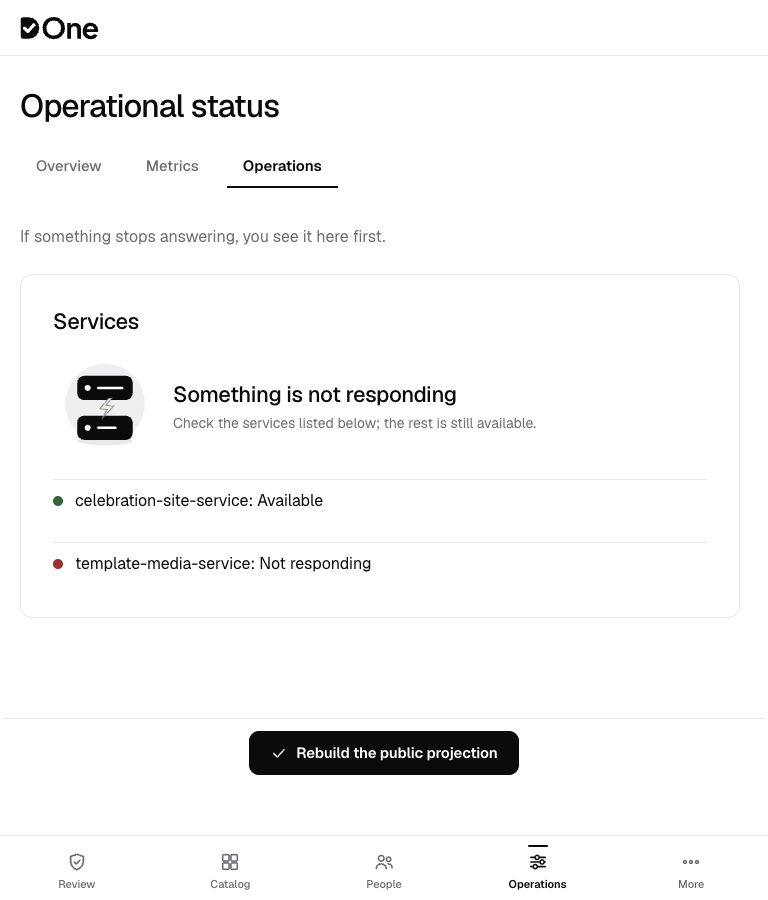 One
Operational status
Overview
Metrics
Operations
If something stops answering, you see it here first.
Services
Something is not responding
Check the services listed below; the rest is still available.
celebration-site-service: Available
template-media-service: Not responding
Rebuild the public projection
Review
Catalog
People
Operations
More